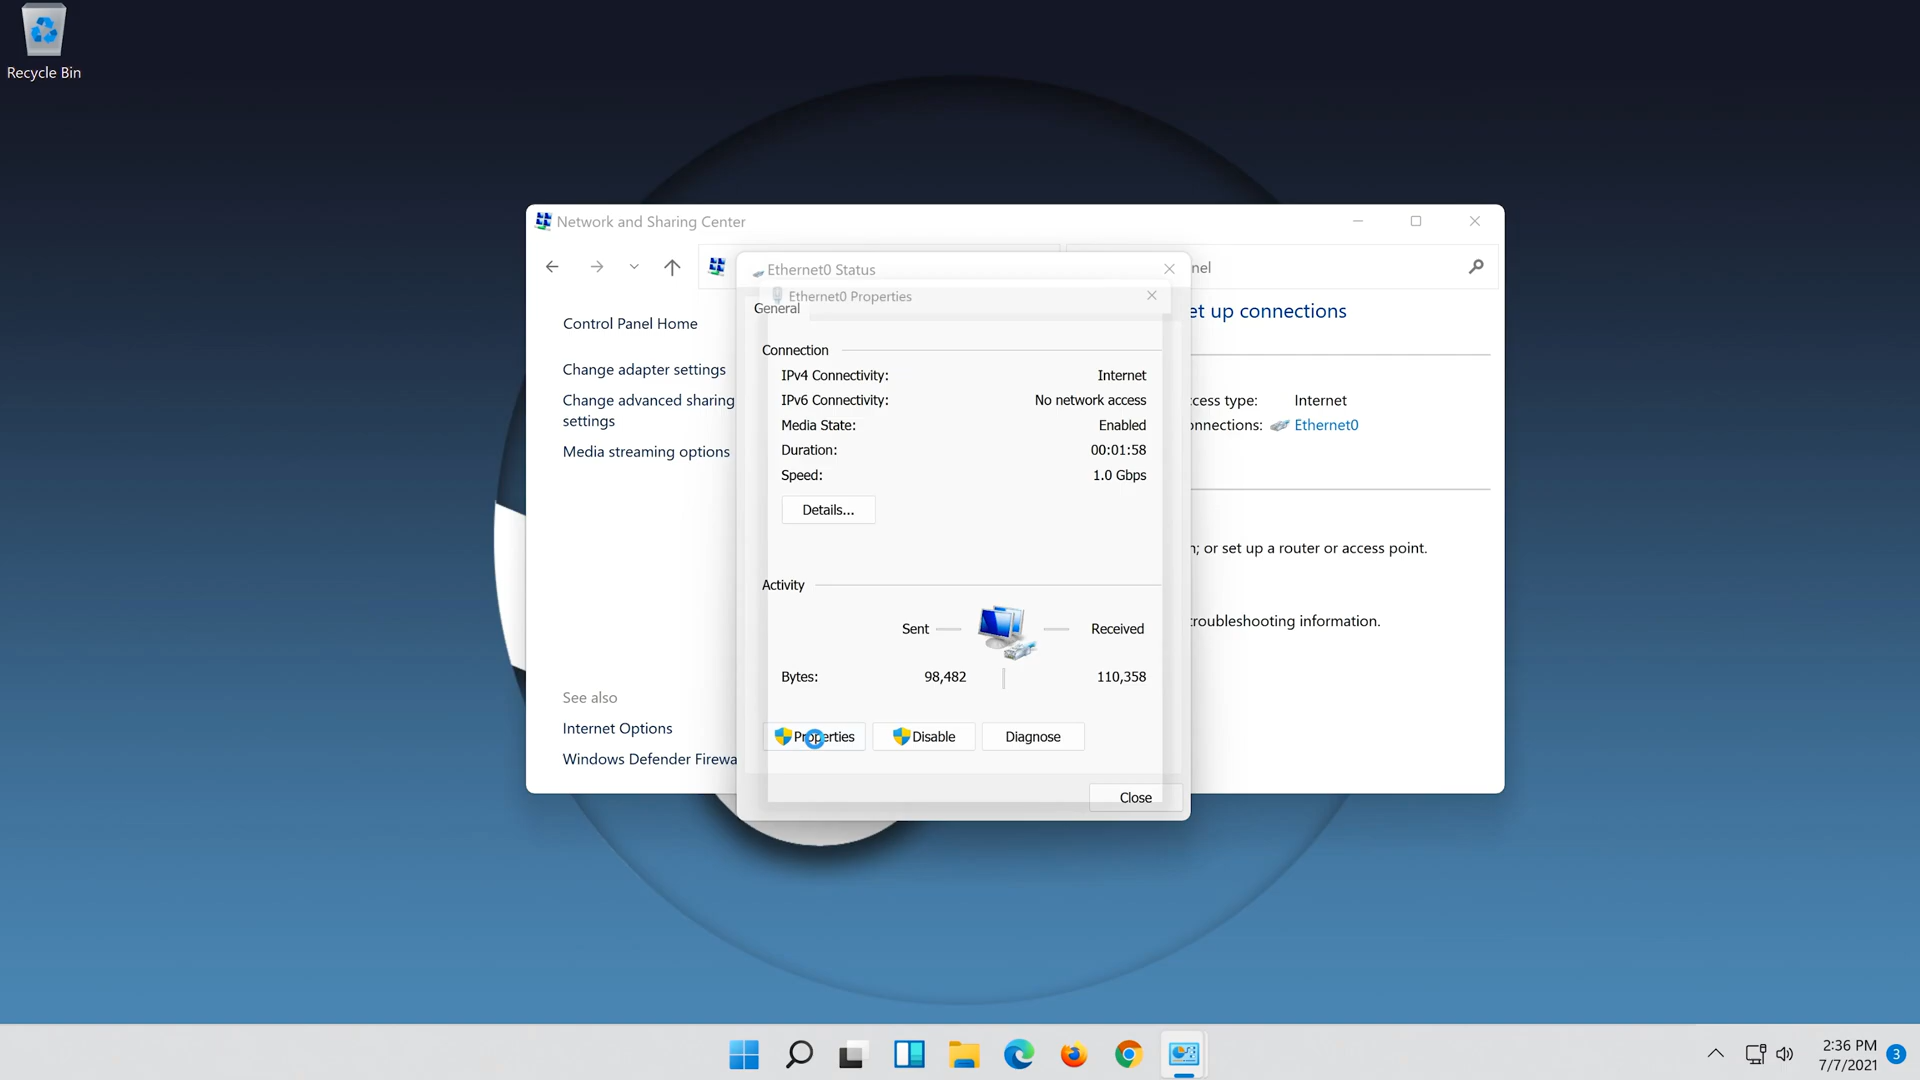 Recycle Bin
Network and Sharing Center
Ethernet0 Status
nel
Ethernet0 Properties
General
Control Panel Home
et up connections
Connection
Change adapter settings
IPv4 Connectivity:
Internet
IPv6 Connectivity:
No network access
Change advanced sharing
settings
cess type:
Internet
Media State:
Enabled
nnections:
Ethernet0
Media streaming options
Duration:
00:01:58
Speed:
1.0 Gbps
Details...
n; or set up a router or access point.
Activity
Sent
Received
troubleshooting information.
Bytes:
98,482
110,358
See also
Internet Options
Properties
Disable
Diagnose
Windows Defender Firewa
Close
2:36 PM
7/7/2021
3